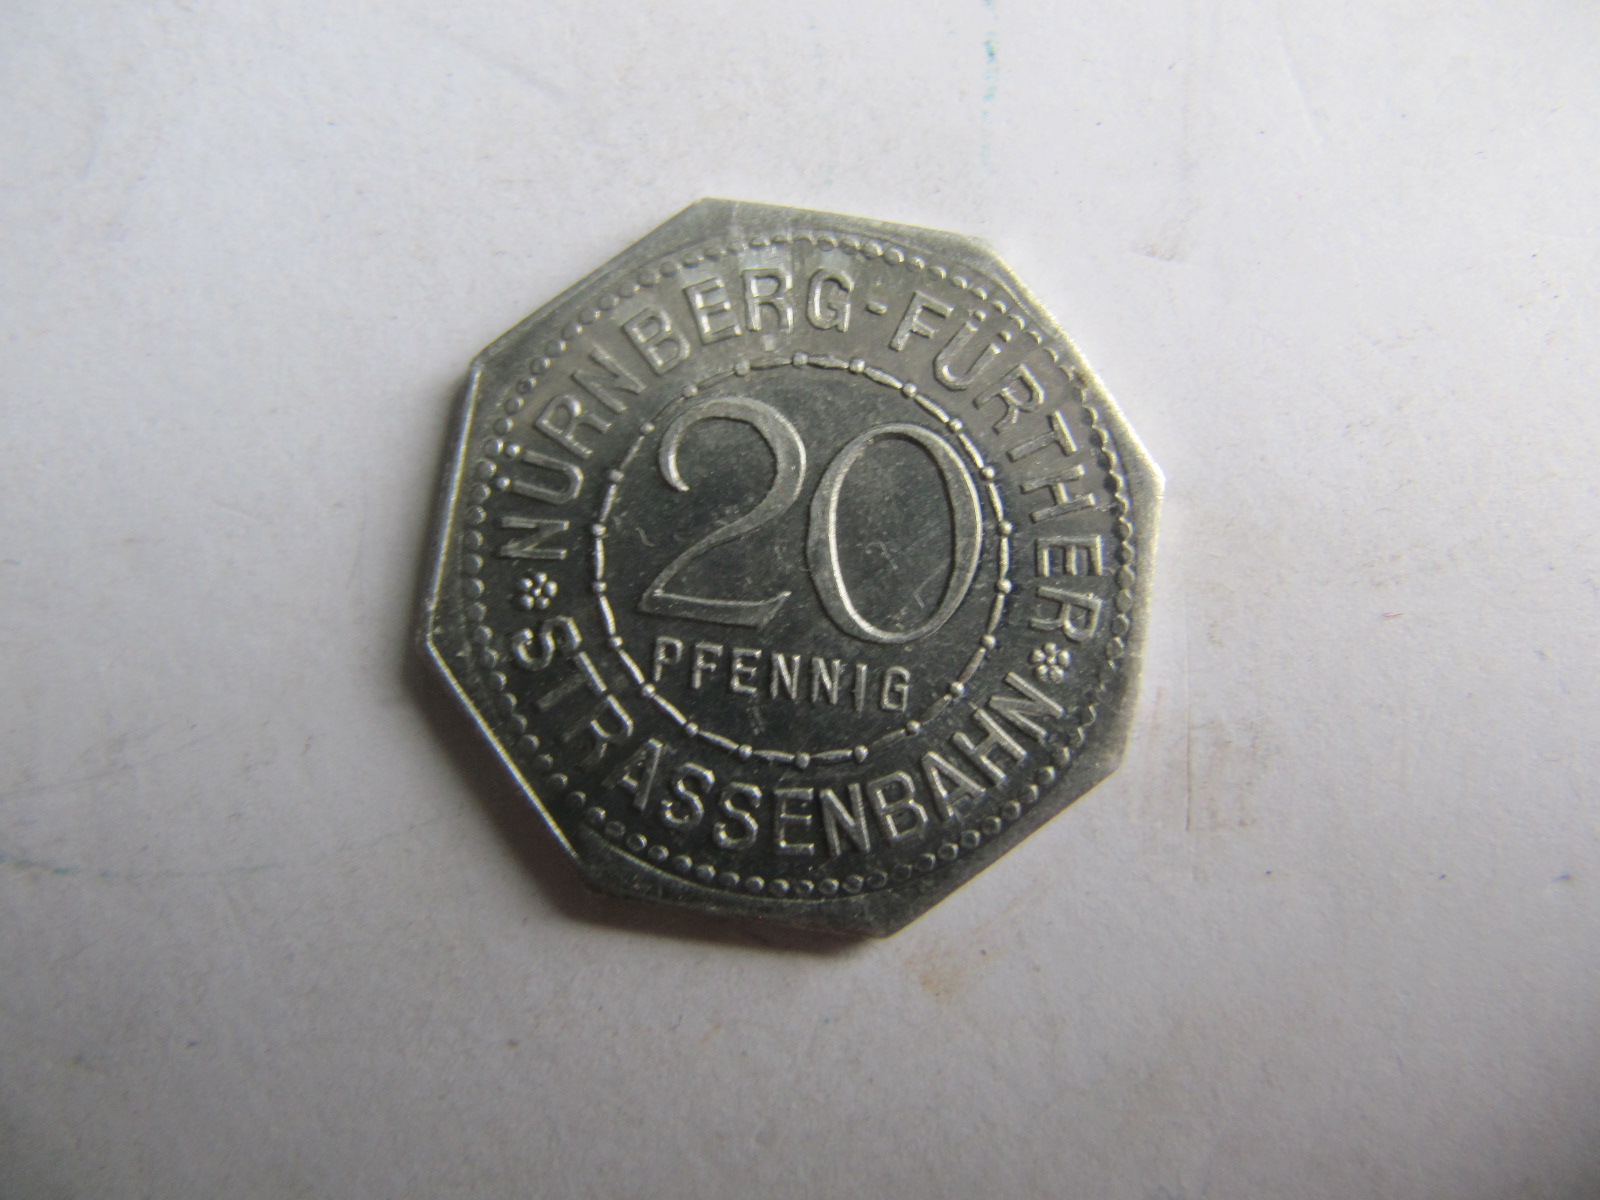 NÜRNBERG-FÜRTHER
20
PFENNIG
STRASSENBAHN